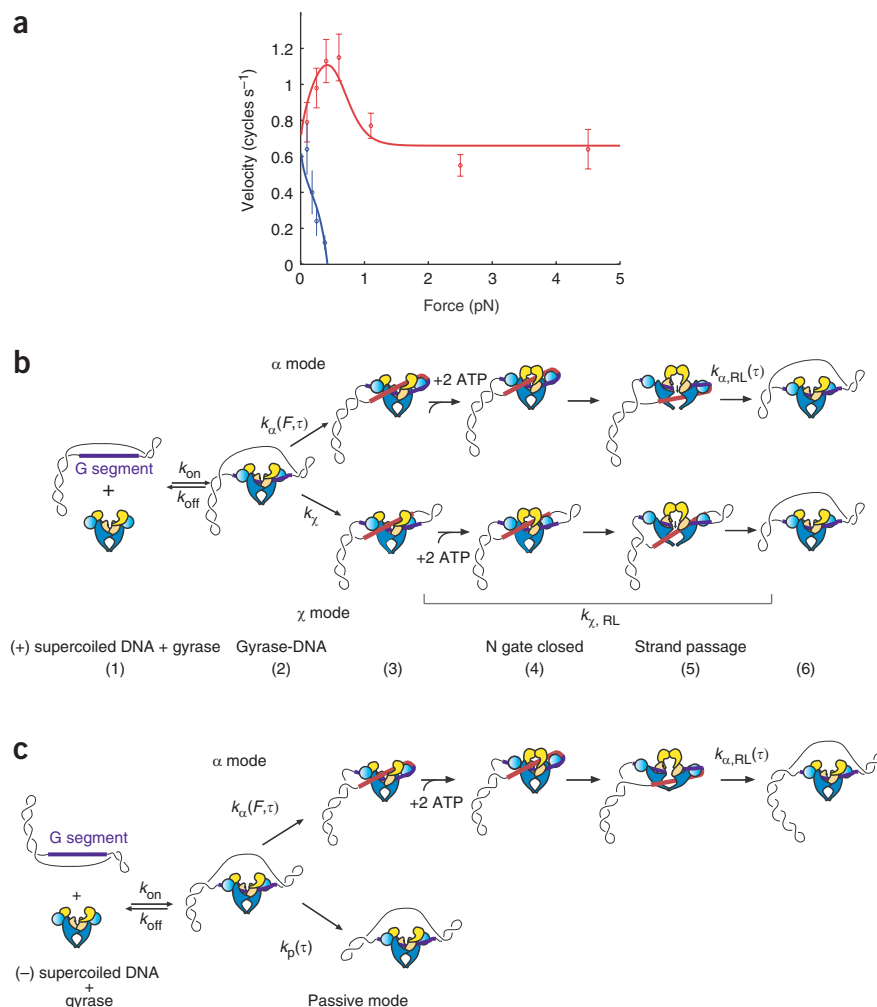 a
Velocity (cycles s⁻¹)
1.2
1
0.8
0.6
0.4
0.2
0
0 1 2 3 4 5
Force (pN)
b
α mode
+2 ATP
kα,RL(τ)
kα(F,τ)
G segment
+
kon
koff
kχ
+2 ATP
χ mode
kχ, RL
(+) supercoiled DNA + gyrase Gyrase-DNA N gate closed Strand passage
(1) (2) (3) (4) (5) (6)
c
α mode
kα,RL(τ)
+2 ATP
kα(F,τ)
G segment
+
kon
koff
kp(τ)
(–) supercoiled DNA
+
gyrase
Passive mode